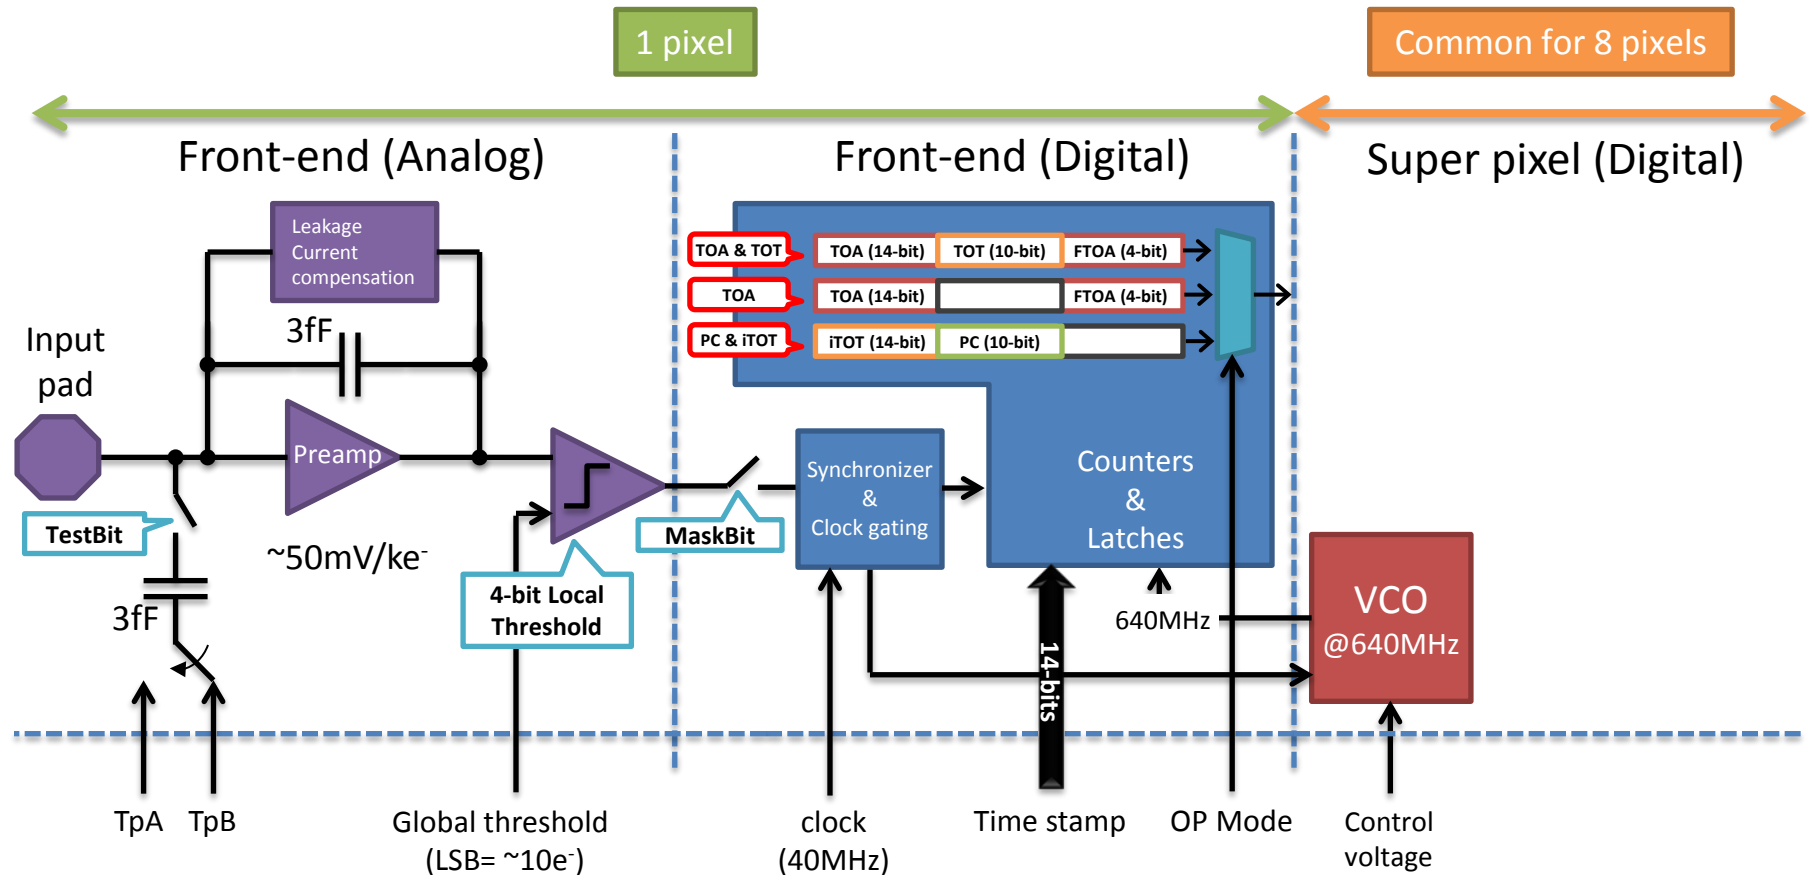 1 pixel
Common for 8 pixels
Front-end (Analog)
Front-end (Digital)
Super pixel (Digital)
Leakage
Current
compensation
3fF
Input
pad
Preamp
TestBit
3fF
~50mV/ke⁻
4-bit Local
Threshold
MaskBit
TOA & TOT
TOA (14-bit)
TOT (10-bit)
FTOA (4-bit)
TOA
TOA (14-bit)
FTOA (4-bit)
PC & iTOT
iTOT (14-bit)
PC (10-bit)
Synchronizer
&
Clock gating
Counters
&
Latches
640MHz
14-bits
VCO
@640MHz
TpA
TpB
Global threshold
(LSB= ~10e⁻)
clock
(40MHz)
Time stamp
OP Mode
Control
voltage